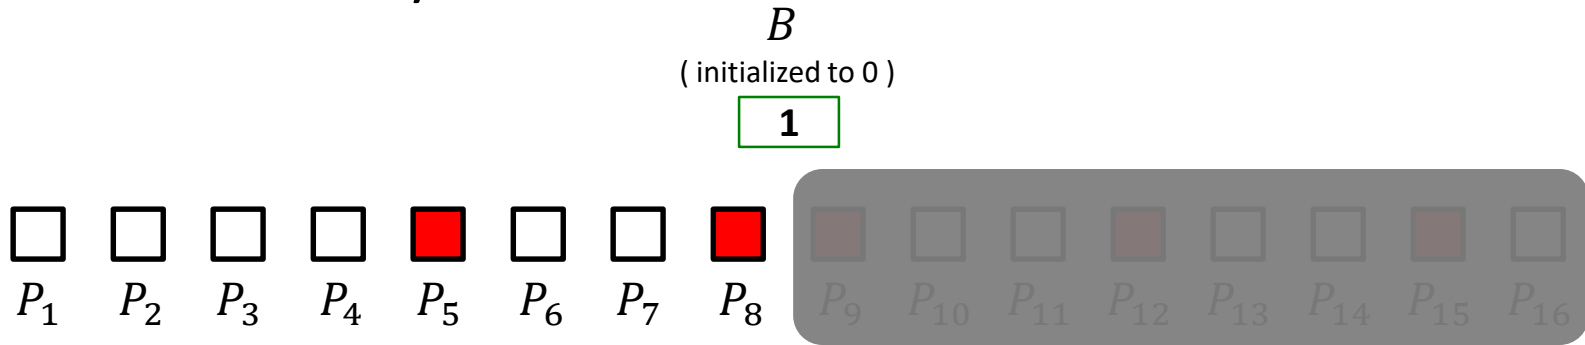 B
( initialized to 0 )
1
P₁ P₂ P₃ P₄ P₅ P₆ P₇ P₈ P₉ P₁₀ P₁₁ P₁₂ P₁₃ P₁₄ P₁₅ P₁₆